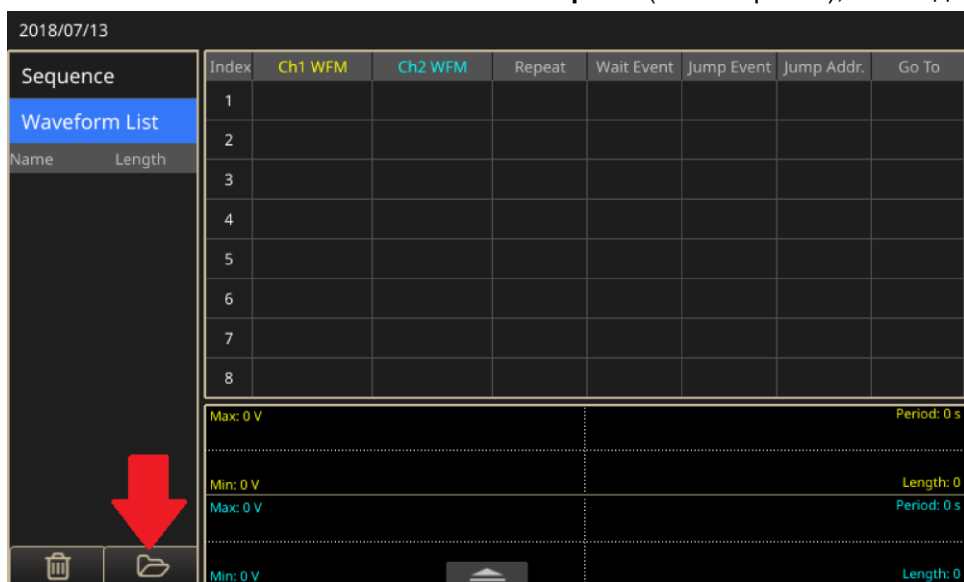 2018/07/13
Sequence
Waveform List
Name Length
Index Ch1 WFM Ch2 WFM Repeat Wait Event Jump Event Jump Addr. Go To
1
2
3
4
5
6
7
8
Max: 0 V Period: 0 s
Min: 0 V Length: 0
Max: 0 V Period: 0 s
Min: 0 V Length: 0